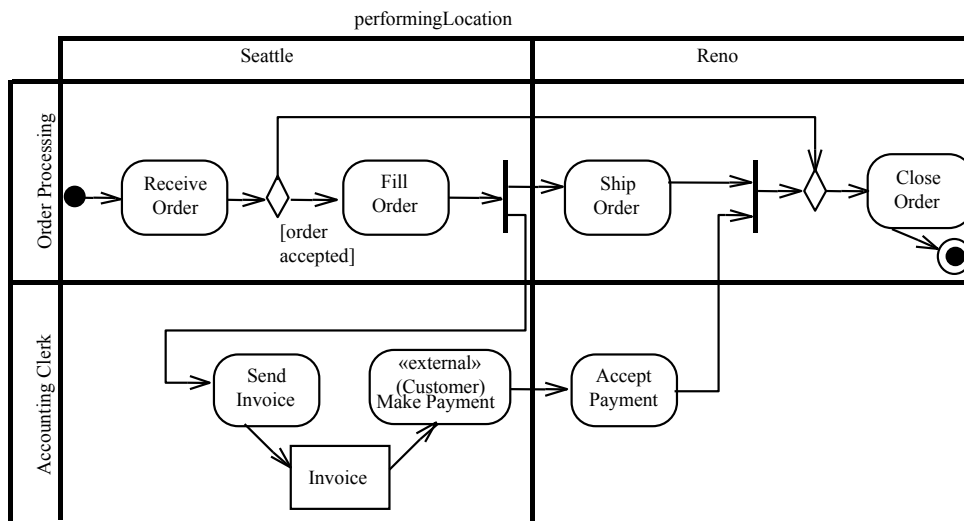 performingLocation
Seattle
Reno
Order Processing
Receive
Order
[order
accepted]
Fill
Order
Ship
Order
Close
Order
Accounting Clerk
Send
Invoice
Invoice
«external»
(Customer)
Make Payment
Accept
Payment